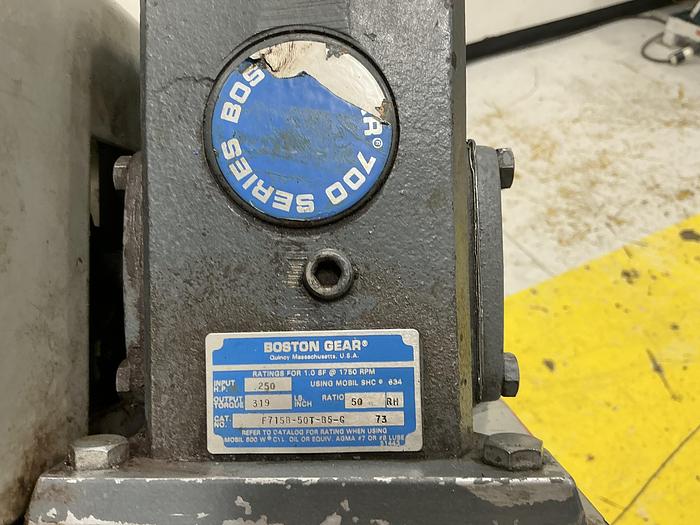 BOS R® 700 SERIES
BOSTON GEAR®
Quincy Massachusetts, U.S.A.
RATINGS FOR 1.0 SF @ 1750 RPM
INPUT H.P. .250 USING MOBIL SHC ® 634
OUTPUT TORQUE 319 LB. INCH RATIO 50 RH
CAT. NO. F715B-50T-B5-G 73
REFER TO CATALOG FOR RATING WHEN USING
MOBIL 600 W ® CYL. OIL OR EQUIV. AGMA #7 OR #8 LUBE
51443